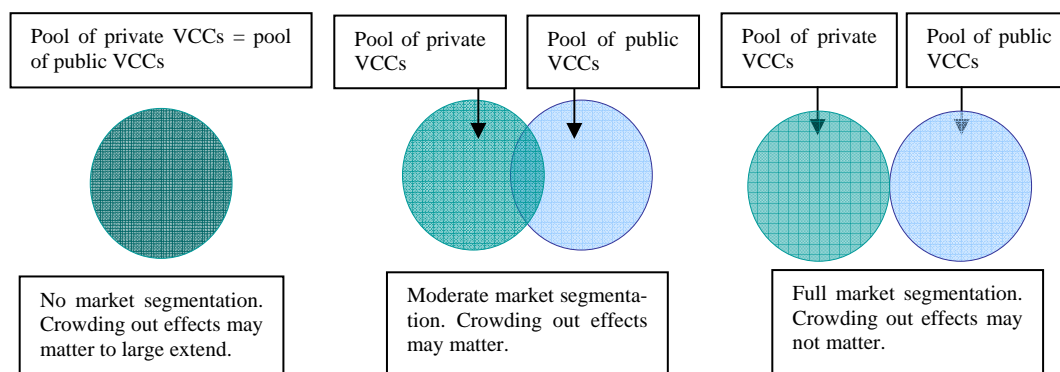 Pool of private VCCs = pool
of public VCCs
Pool of private
VCCs
Pool of public
VCCs
Pool of private
VCCs
Pool of public
VCCs
No market segmentation.
Crowding out effects may
matter to large extend.
Moderate market segmenta-
tion. Crowding out effects
may matter.
Full market segmentation.
Crowding out effects may
not matter.